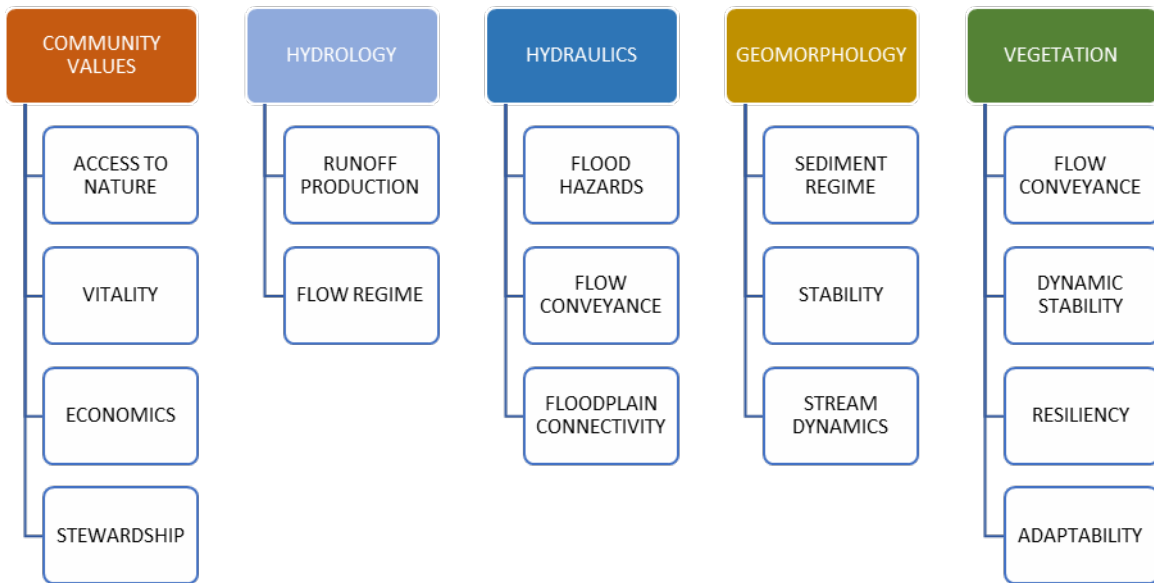 COMMUNITY
VALUES
ACCESS TO
NATURE
VITALITY
ECONOMICS
STEWARDSHIP
HYDROLOGY
RUNOFF
PRODUCTION
FLOW REGIME
HYDRAULICS
FLOOD
HAZARDS
FLOW
CONVEYANCE
FLOODPLAIN
CONNECTIVITY
GEOMORPHOLOGY
SEDIMENT
REGIME
STABILITY
STREAM
DYNAMICS
VEGETATION
FLOW
CONVEYANCE
DYNAMIC
STABILITY
RESILIENCY
ADAPTABILITY